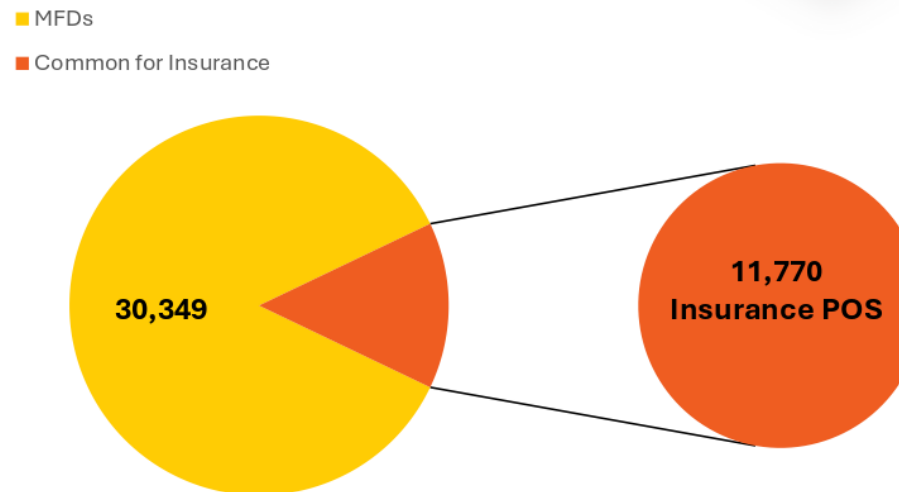 MFDs
Common for Insurance
30,349
11,770
Insurance POS